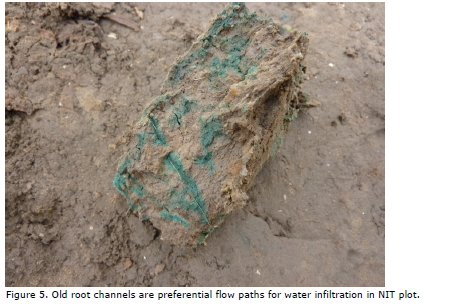 Figure 5. Old root channels are preferential flow paths for water infiltration in NIT plot.